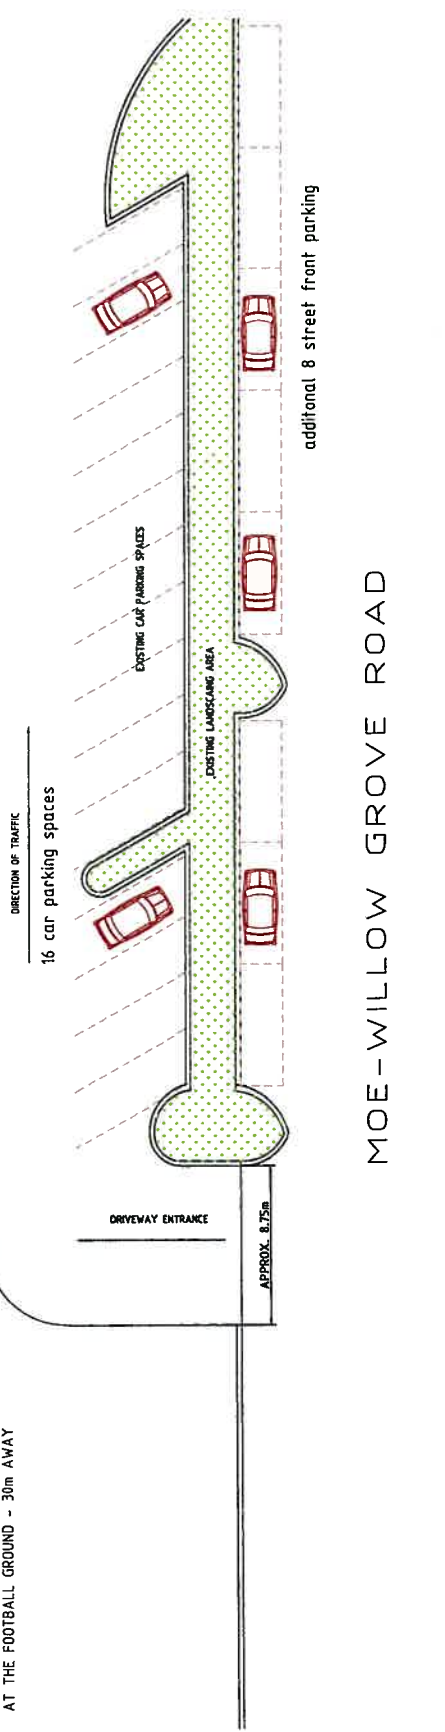 AT THE FOOTBALL GROUND - 30m AWAY
DIRECTION OF TRAFFIC
16 car parking spaces
DRIVEWAY ENTRANCE
EXISTING CAR PARKING SPACES
EXISTING LANDSCAING AREA
APPROX. 8.75m
additonal 8 street front parking
MOE-WILLOW GROVE ROAD